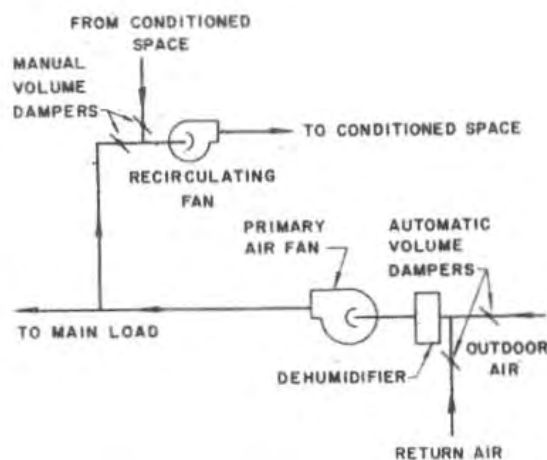 FROM CONDITIONED
SPACE
MANUAL
VOLUME
DAMPERS
TO CONDITIONED SPACE
RECIRCULATING
FAN
PRIMARY
AIR FAN
AUTOMATIC
VOLUME
DAMPERS
TO MAIN LOAD
DEHUMIDIFIER
OUTDOOR
AIR
RETURN AIR